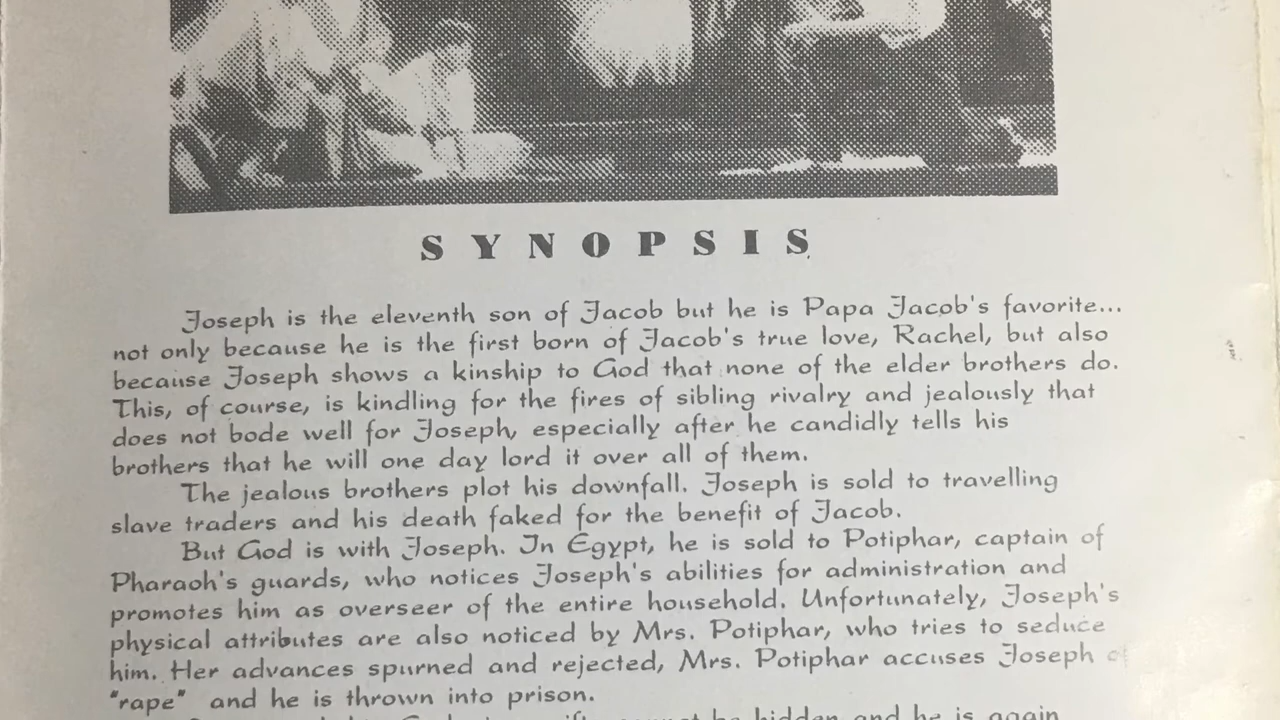 SYNOPSIS
Joseph is the eleventh son of Jacob but he is Papa Jacob's favorite...
not only because he is the first born of Jacob's true love, Rachel, but also
because Joseph shows a kinship to God that none of the elder brothers do.
This, of course, is kindling for the fires of sibling rivalry and jealously that
does not bode well for Joseph, especially after he candidly tells his
brothers that he will one day lord it over all of them.
The jealous brothers plot his downfall. Joseph is sold to travelling
slave traders and his death faked for the benefit of Jacob.
But God is with Joseph. In Egypt, he is sold to Potiphar, captain of
Pharaoh's guards, who notices Joseph's abilities for administration and
promotes him as overseer of the entire household. Unfortunately, Joseph's
physical attributes are also noticed by Mrs. Potiphar, who tries to seduce
him. Her advances spurned and rejected, Mrs. Potiphar accuses Joseph of
"rape" and he is thrown into prison.
hidden and he is again